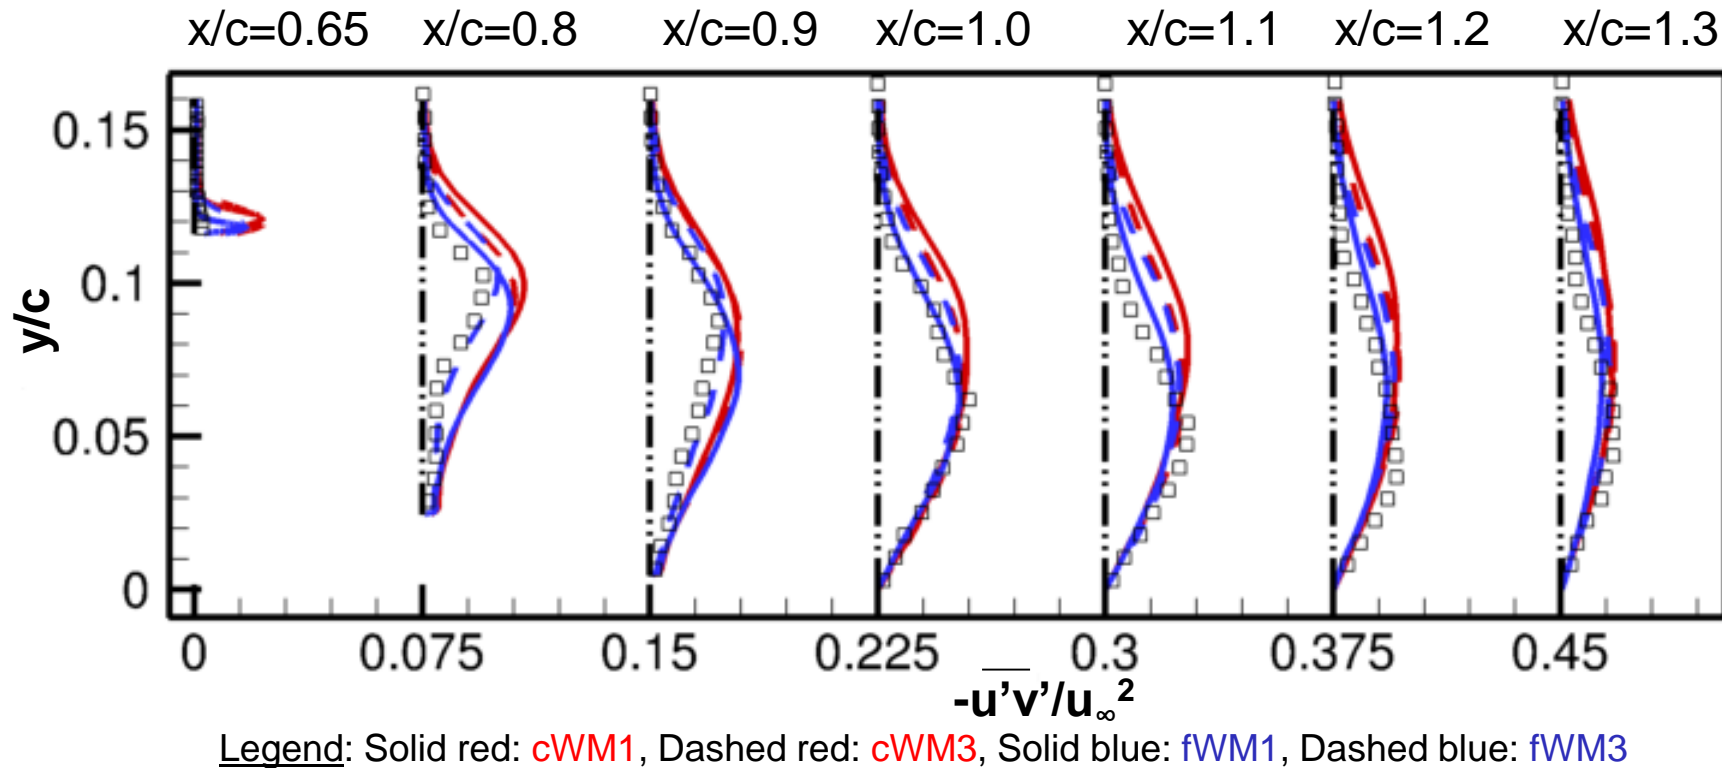 x/c=0.65 x/c=0.8 x/c=0.9 x/c=1.0 x/c=1.1 x/c=1.2 x/c=1.3
0.15
0.1
y/c
0.05
0
0 0.075 0.15 0.225 0.3 0.375 0.45
-u’v’/u∞²
Legend: Solid red: cWM1, Dashed red: cWM3, Solid blue: fWM1, Dashed blue: fWM3